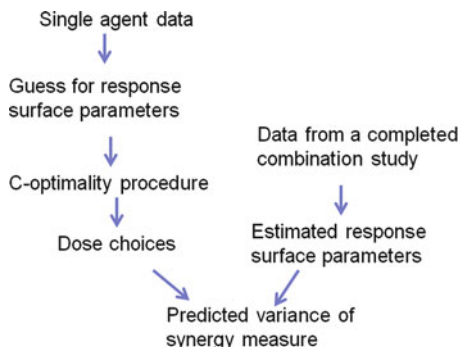 Single agent data
Guess for response
surface parameters
C-optimality procedure
Dose choices
Data from a completed
combination study
Estimated response
surface parameters
Predicted variance of
synergy measure